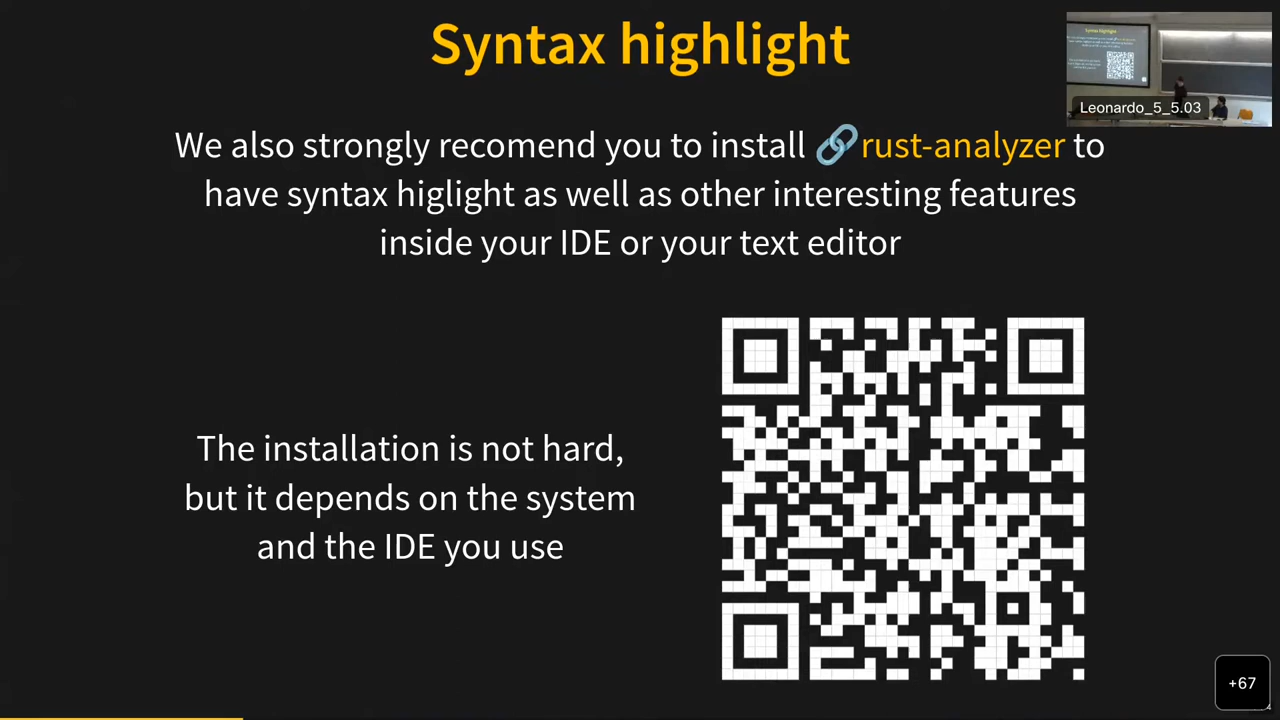 Syntax highlight
Leonardo_5_5.03
We also strongly recomend you to install 🔗rust-analyzer to
have syntax higlight as well as other interesting features
inside your IDE or your text editor
The installation is not hard,
but it depends on the system
and the IDE you use
+67